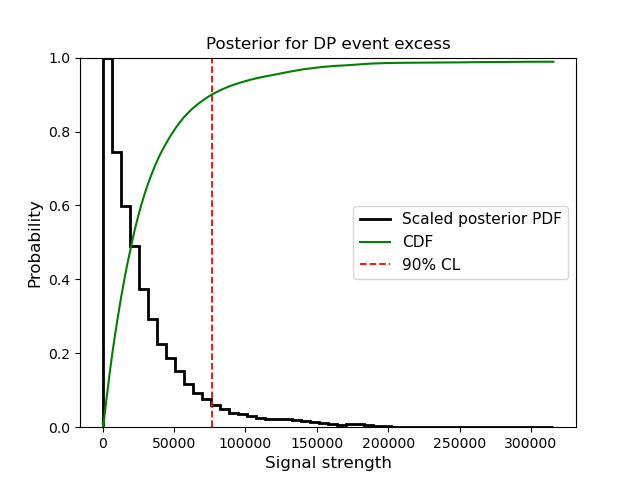 Posterior for DP event excess
1.0
0.8
0.6
0.4
0.2
0.0
Probability
Scaled posterior PDF
CDF
90% CL
0 50000 100000 150000 200000 250000 300000
Signal strength